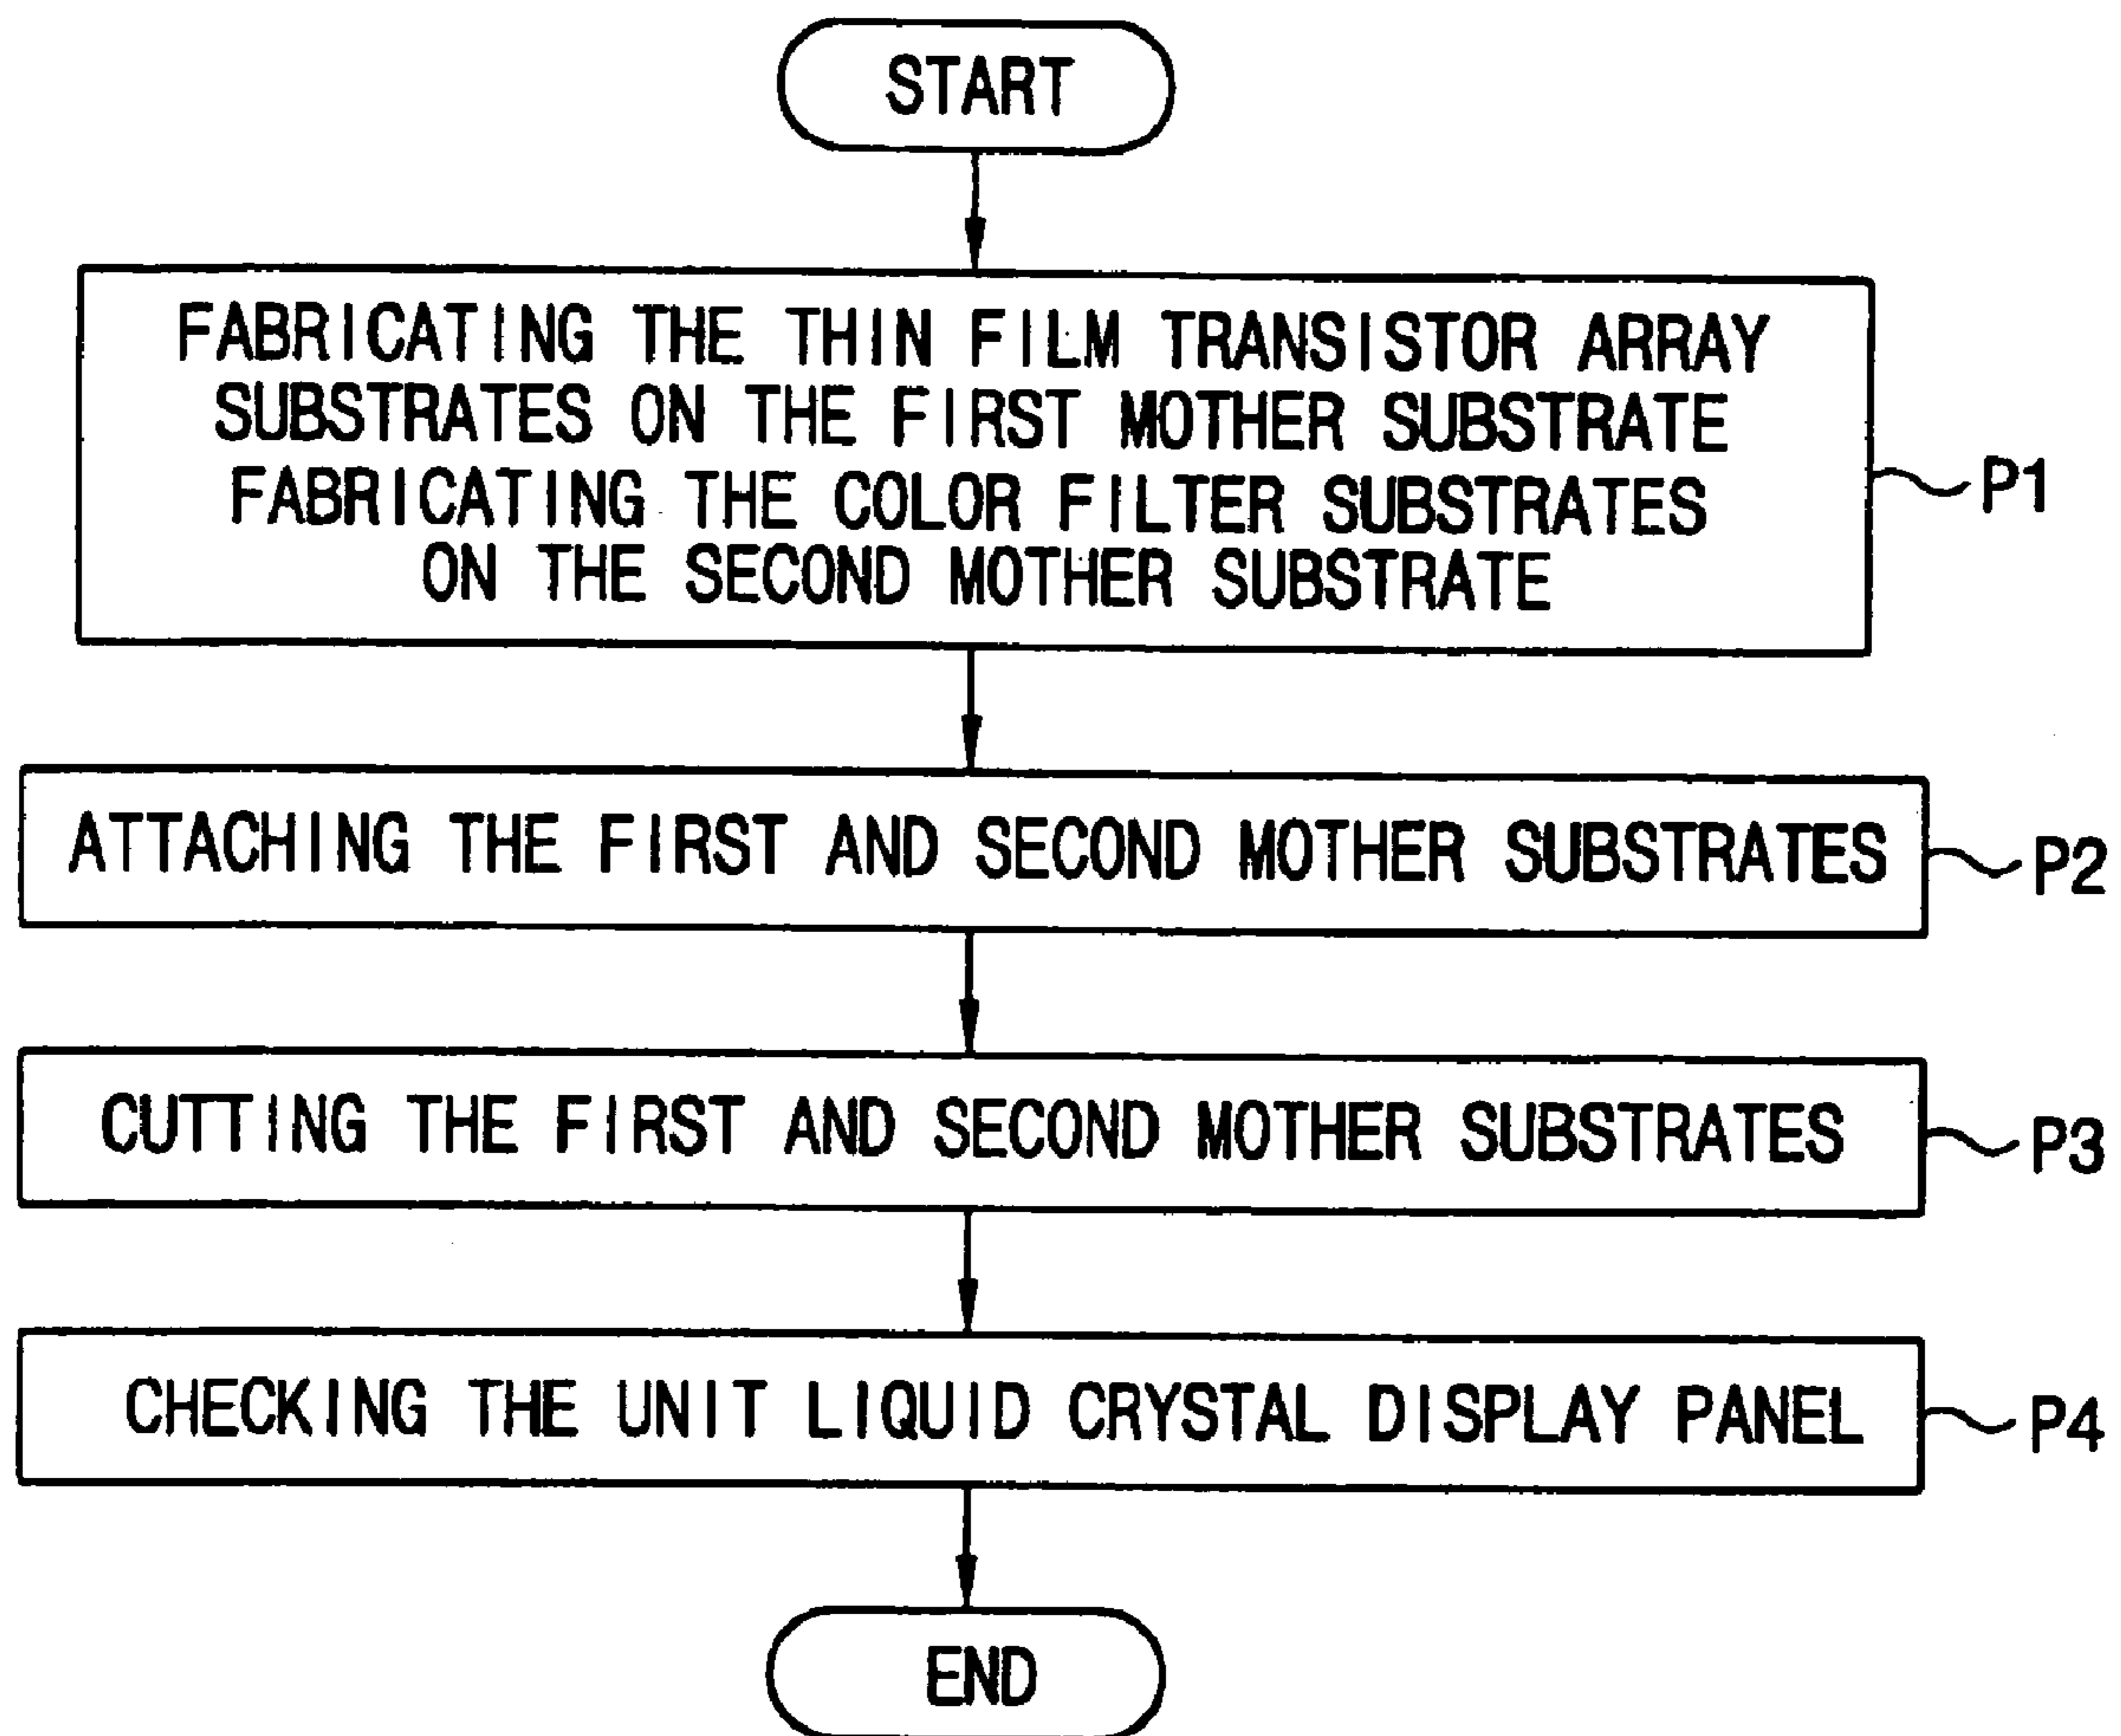 START
FABRICATING THE THIN FILM TRANSISTOR ARRAY
SUBSTRATES ON THE FIRST MOTHER SUBSTRATE
FABRICATING THE COLOR FILTER SUBSTRATES
ON THE SECOND MOTHER SUBSTRATE
P1
ATTACHING THE FIRST AND SECOND MOTHER SUBSTRATES
P2
CUTTING THE FIRST AND SECOND MOTHER SUBSTRATES
P3
CHECKING THE UNIT LIQUID CRYSTAL DISPLAY PANEL
P4
END